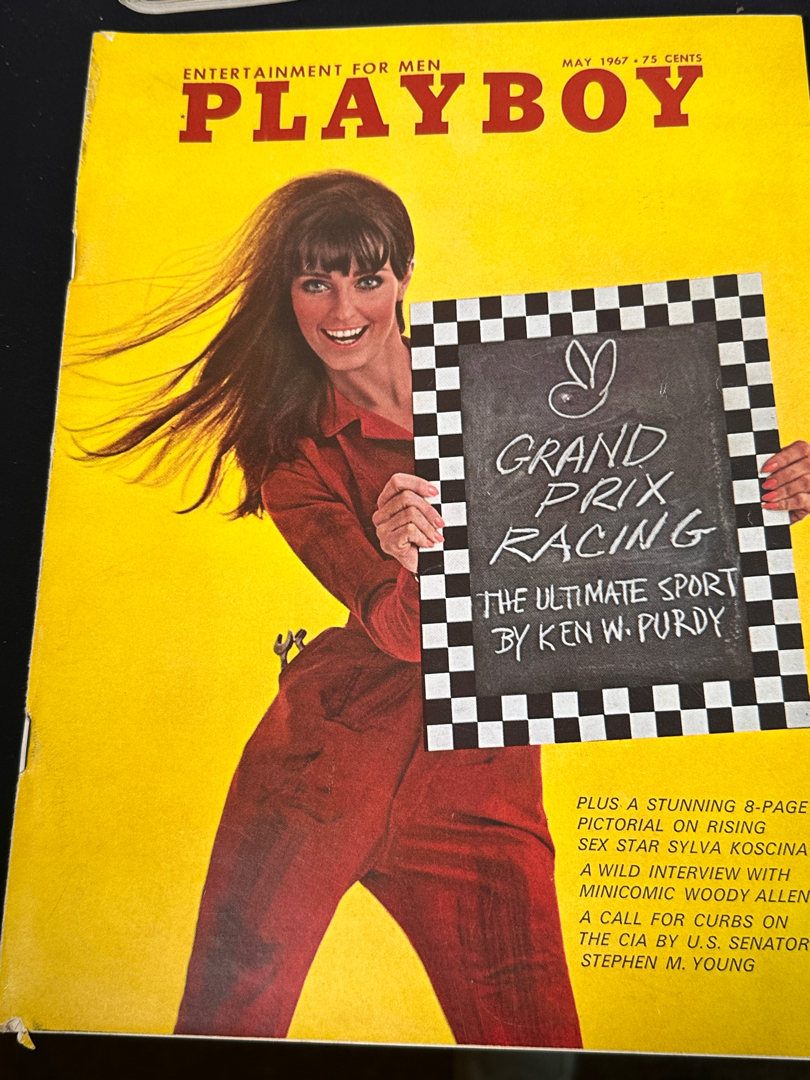 ENTERTAINMENT FOR MEN
MAY 1967 • 75 CENTS
PLAYBOY
GRAND
PRIX
RACING
THE ULTIMATE SPORT
BY KEN W. PURDY
PLUS A STUNNING 8-PAGE
PICTORIAL ON RISING
SEX STAR SYLVA KOSCINA
A WILD INTERVIEW WITH
MINICOMIC WOODY ALLEN
A CALL FOR CURBS ON
THE CIA BY U.S. SENATOR
STEPHEN M. YOUNG